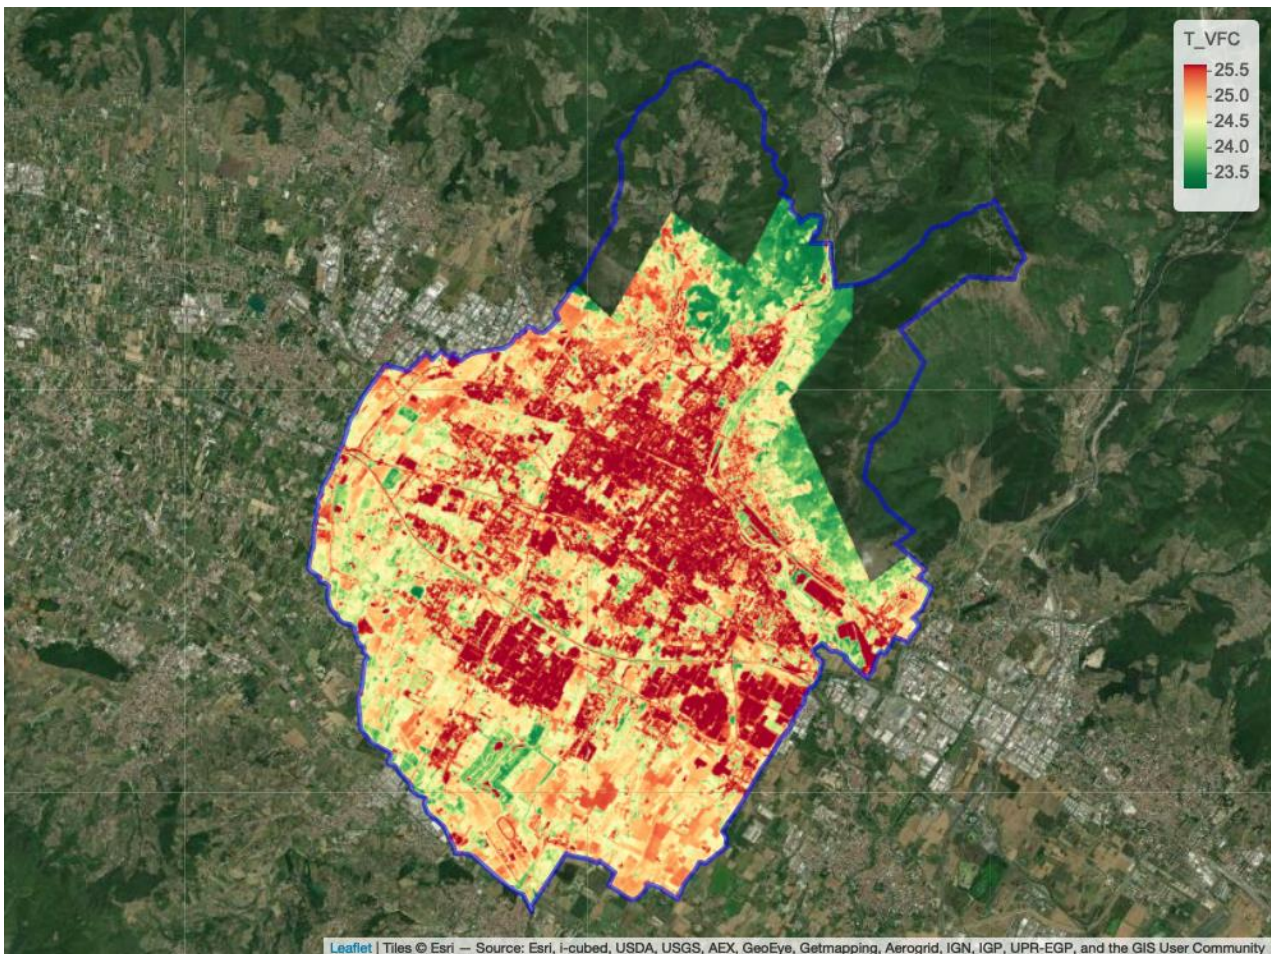 T_VFC
25.5
25.0
24.5
24.0
23.5
Leaflet | Tiles © Esri — Source: Esri, i-cubed, USDA, USGS, AEX, GeoEye, Getmapping, Aerogrid, IGN, IGP, UPR-EGP, and the GIS User Community